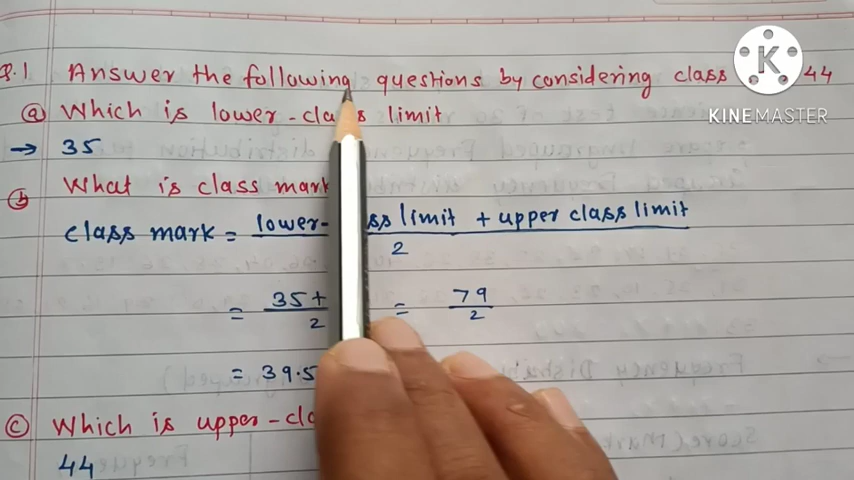 Q.1 Answer the following questions by considering class 44
K
KINEMASTER
(a) Which is lower-class limit
→ 35
(b) What is class mark
class mark = lower- ss limit + upper class limit
2
= 35+ / 2 = 79 / 2
= 39.5
(c) Which is upper-cl
44